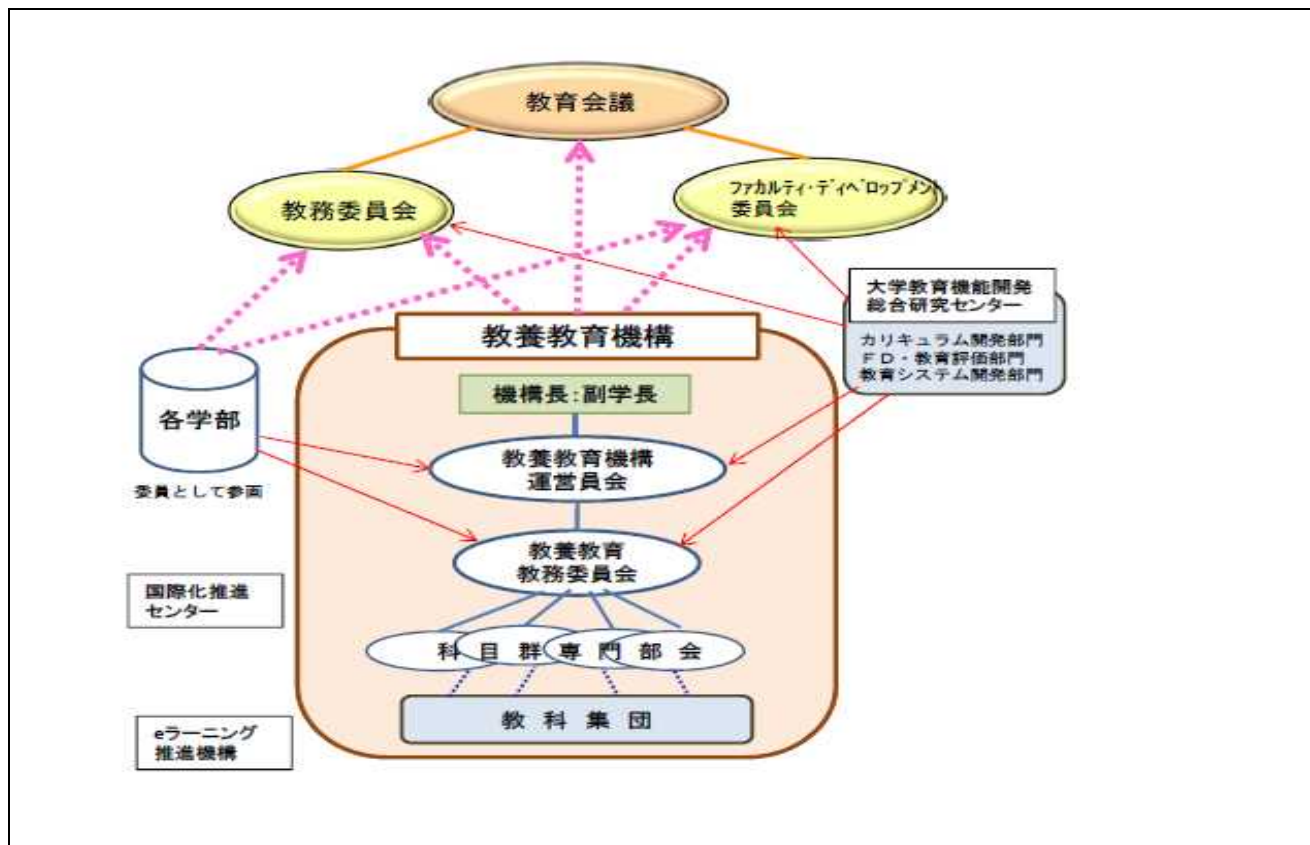 教育会議
教務委員会
ファカルティ・ディベロップメント
委員会
大学教育機能開発
総合研究センター
カリキュラム開発部門
ＦＤ・教育評価部門
教育システム開発部門
教養教育機構
機構長:副学長
各学部
委員として参画
教養教育機構
運営員会
教養教育
教務委員会
国際化推進
センター
科目群専門部会
教科集団
eラーニング
推進機構